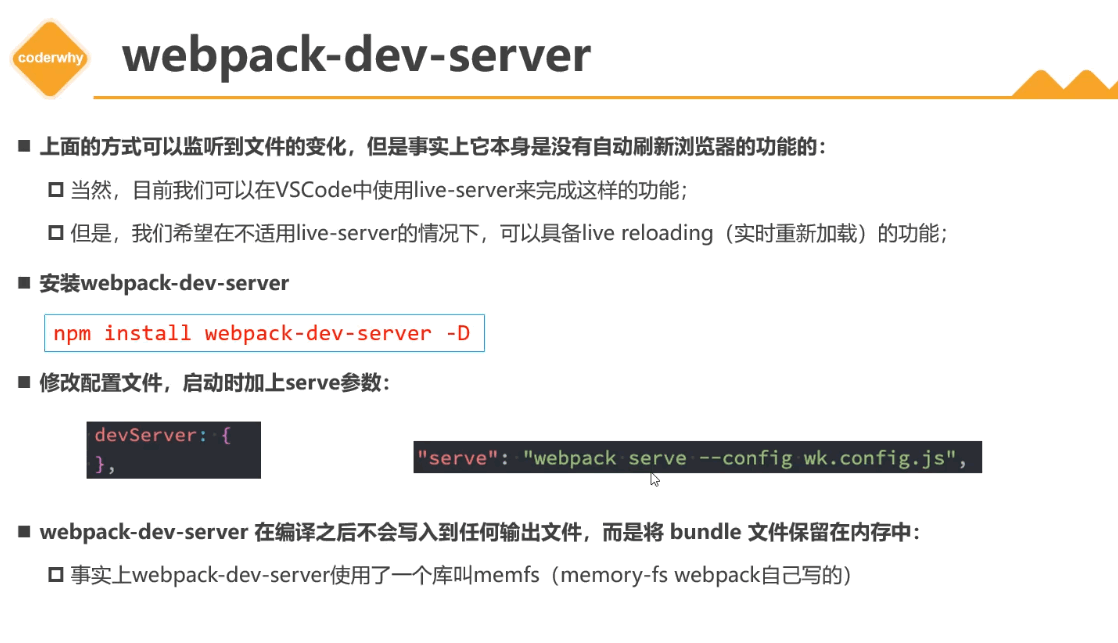 coderwhy
webpack-dev-server
上面的方式可以监听到文件的变化，但是事实上它本身是没有自动刷新浏览器的功能的：
当然，目前我们可以在VSCode中使用live-server来完成这样的功能；
但是，我们希望在不适用live-server的情况下，可以具备live reloading（实时重新加载）的功能；
安装webpack-dev-server
npm install webpack-dev-server -D
修改配置文件，启动时加上serve参数：
devServer: {
},
"serve": "webpack serve --config wk.config.js",
webpack-dev-server 在编译之后不会写入到任何输出文件，而是将 bundle 文件保留在内存中：
事实上webpack-dev-server使用了一个库叫memfs（memory-fs webpack自己写的）